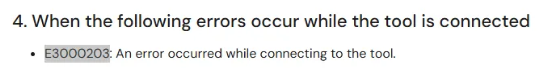 4. When the following errors occur while the tool is connected
• E3000203: An error occurred while connecting to the tool.